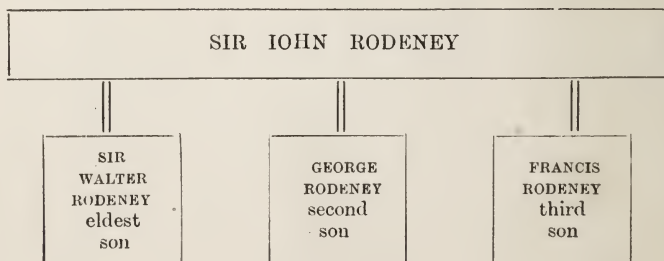 SIR IOHN RODENEY
SIR
WALTER
RODENEY
eldest
son
GEORGE
RODENEY
second
son
FRANCIS
RODENEY
third
son